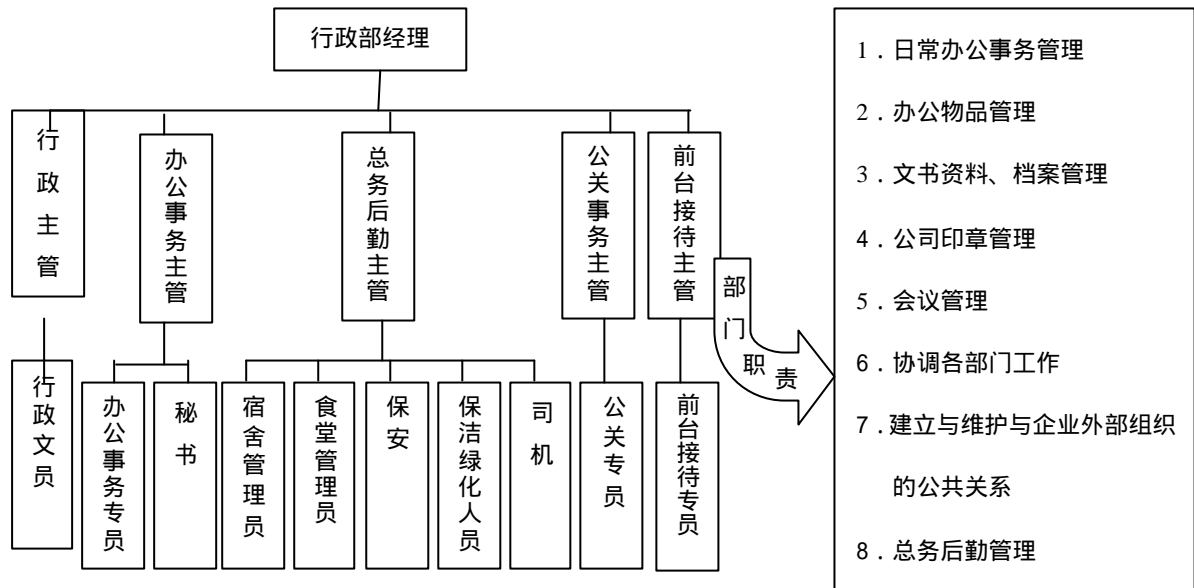 行政部经理
行政主管
办公事务主管
总务后勤主管
公关事务主管
前台接待主管
行政文员
办公事务专员
秘书
宿舍管理员
食堂管理员
保安
保洁绿化人员
司机
公关专员
前台接待专员
部门职责
1．日常办公事务管理
2．办公物品管理
3．文书资料、档案管理
4．公司印章管理
5．会议管理
6．协调各部门工作
7．建立与维护与企业外部组织
的公共关系
8．总务后勤管理